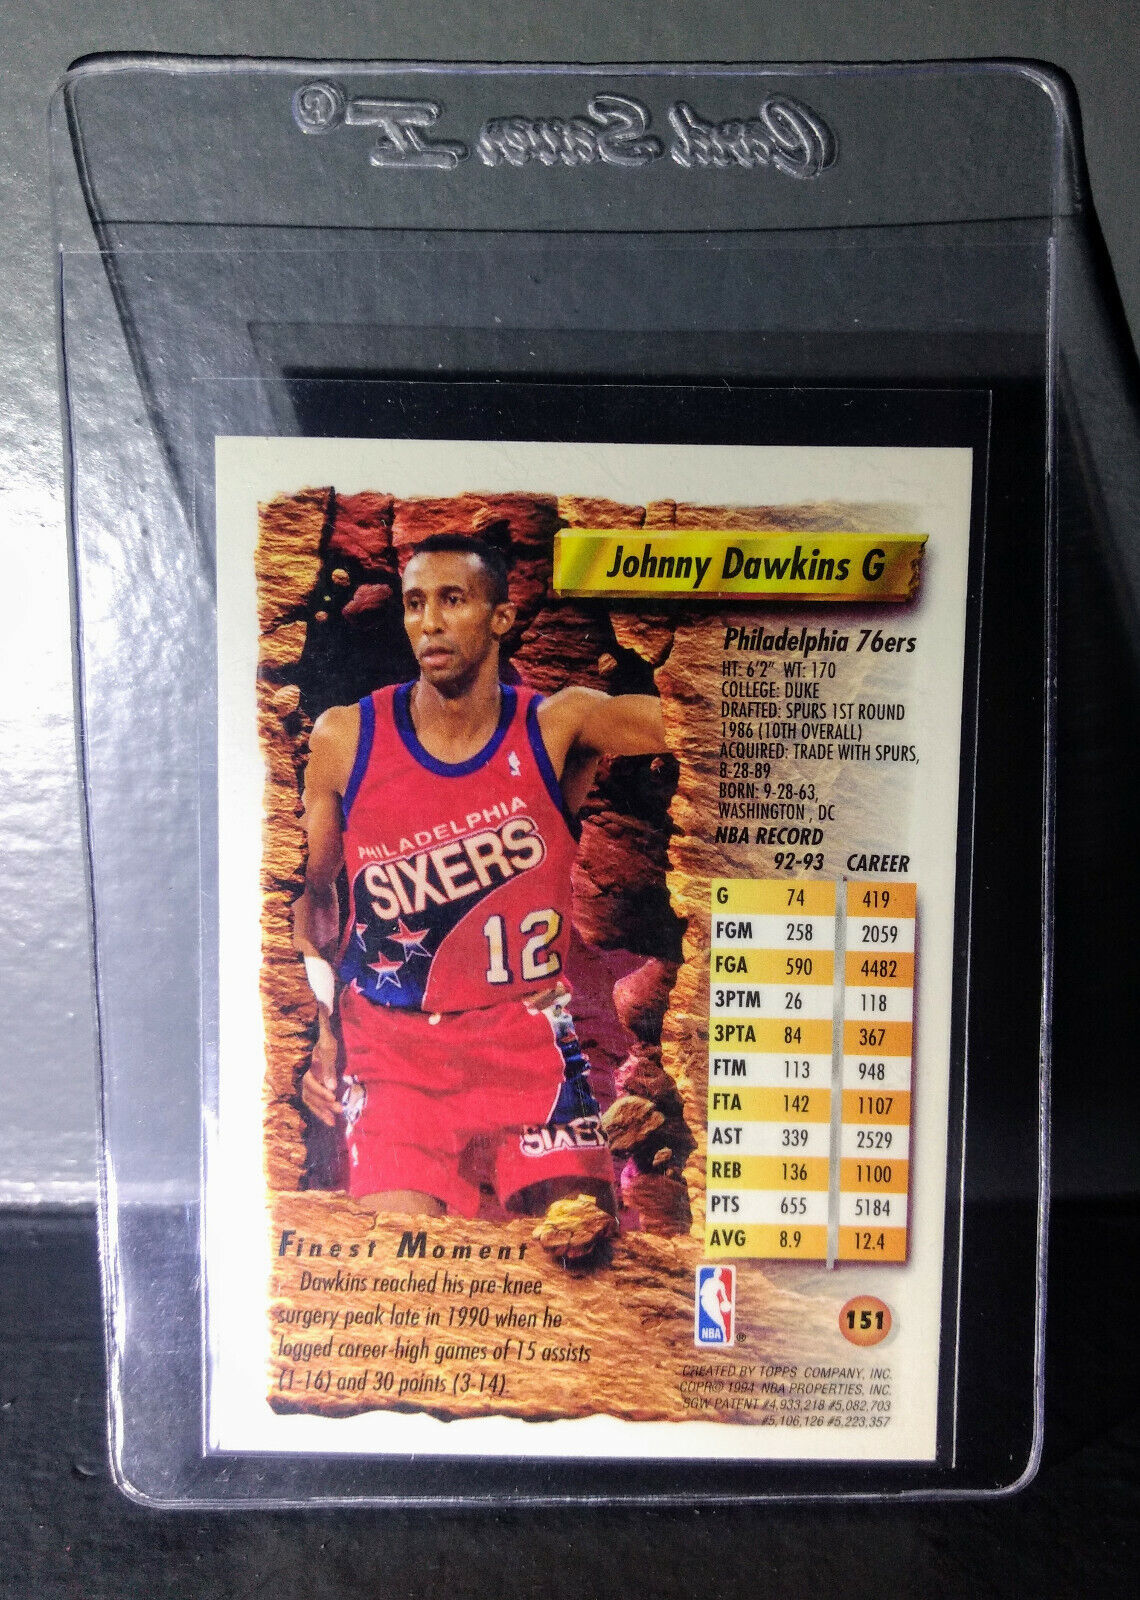 Card Saver II®
Johnny Dawkins G
Philadelphia 76ers
HT: 6'2" WT: 170
COLLEGE: DUKE
DRAFTED: SPURS 1ST ROUND
1986 (10TH OVERALL)
ACQUIRED: TRADE WITH SPURS,
8-28-89
BORN: 9-28-63,
WASHINGTON , DC
NBA RECORD
92-93 CAREER
G 74 419
FGM 258 2059
FGA 590 4482
3PTM 26 118
3PTA 84 367
FTM 113 948
FTA 142 1107
AST 339 2529
REB 136 1100
PTS 655 5184
AVG 8.9 12.4
PHILADELPHIA
SIXERS
12
SIXER
Finest Moment
Dawkins reached his pre-knee
surgery peak late in 1990 when he
logged career-high games of 15 assists
(1-16) and 30 points (3-14).
NBA ®
151
CREATED BY TOPPS COMPANY, INC.
COPR© 1994 NBA PROPERTIES, INC.
SGW PATENT #4,933,218 #5,082,703
#5,106,126 #5,223,357